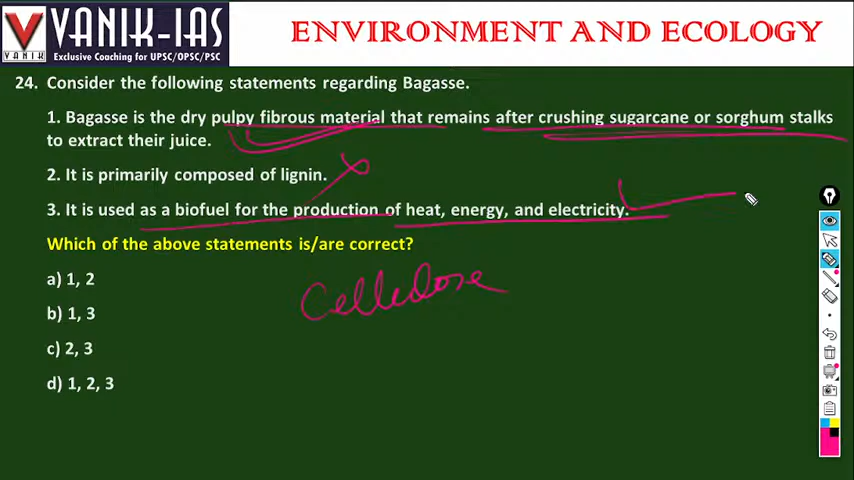 VANIK-IAS
VANIK
Exclusive Coaching for UPSC/OPSC/PSC
ENVIRONMENT AND ECOLOGY
24. Consider the following statements regarding Bagasse.
1. Bagasse is the dry pulpy fibrous material that remains after crushing sugarcane or sorghum stalks
to extract their juice.
2. It is primarily composed of lignin.
3. It is used as a biofuel for the production of heat, energy, and electricity.
Which of the above statements is/are correct?
a) 1, 2
Cellulose
b) 1, 3
c) 2, 3
d) 1, 2, 3